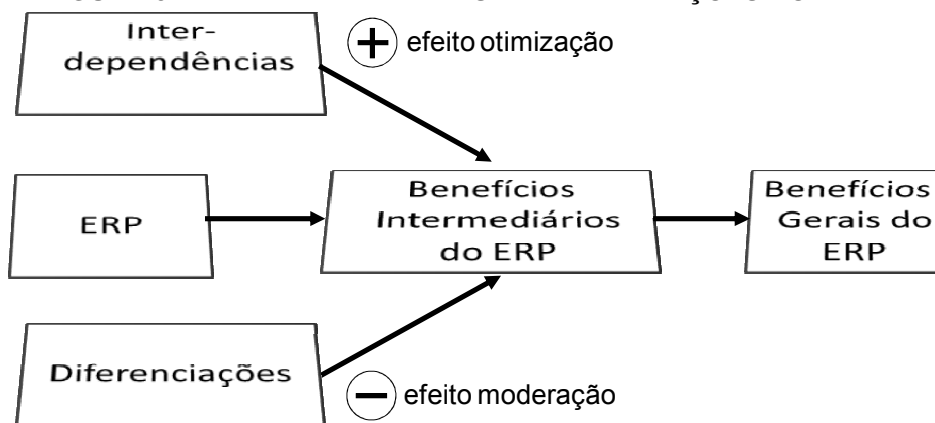 Inter-
dependências
+ efeito otimização
ERP
Benefícios
Intermediários
do ERP
Benefícios
Gerais do
ERP
Diferenciações
− efeito moderação